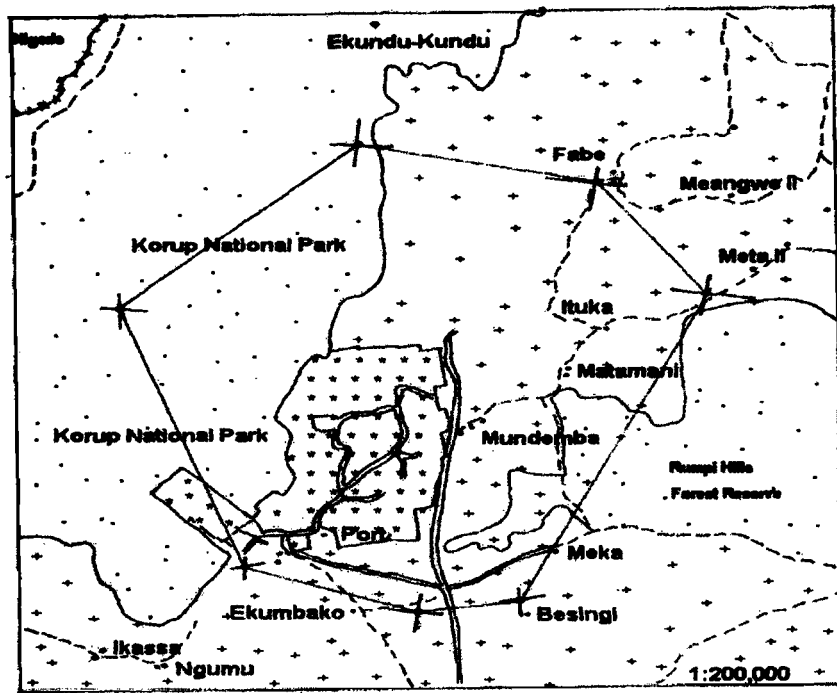 Ekundu-Kundu
Fabe
Meangwe II
Korup National Park
Meta II
Ituka
Matamani
Korup National Park
Mundemba
Rumpi Hills
Forest Reserve
Port
Meka
Ekumbako
Besingi
Ikassa
Ngumu
1:200,000